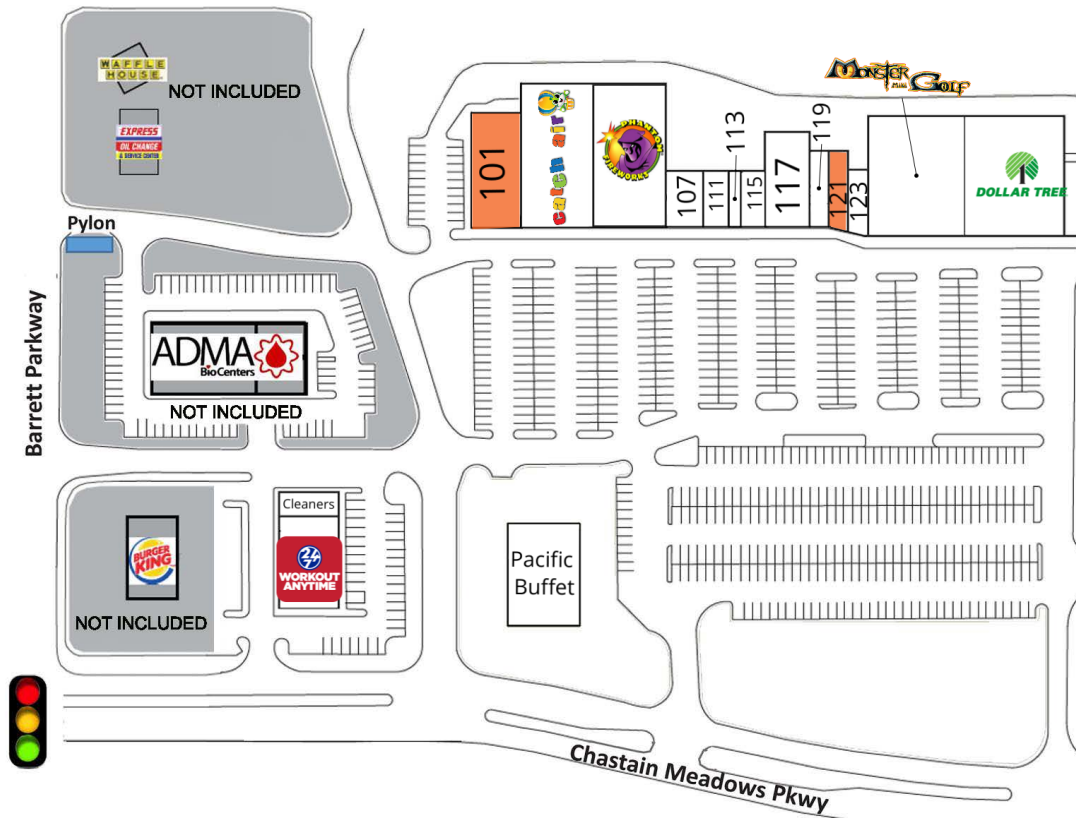 WAFFLE
HOUSE
NOT INCLUDED
EXPRESS
OIL CHANGE
& SERVICE CENTER
Pylon
Barrett Parkway
ADMA
BioCenters
NOT INCLUDED
101
catch air
PHANTOM
FIREWORKS
107
111
113
115
117
119
121
123
MONSTER
Mini
GOLF
DOLLAR TREE
BURGER
KING
NOT INCLUDED
Cleaners
24
7
WORKOUT
ANYTIME
Pacific
Buffet
Chastain Meadows Pkwy